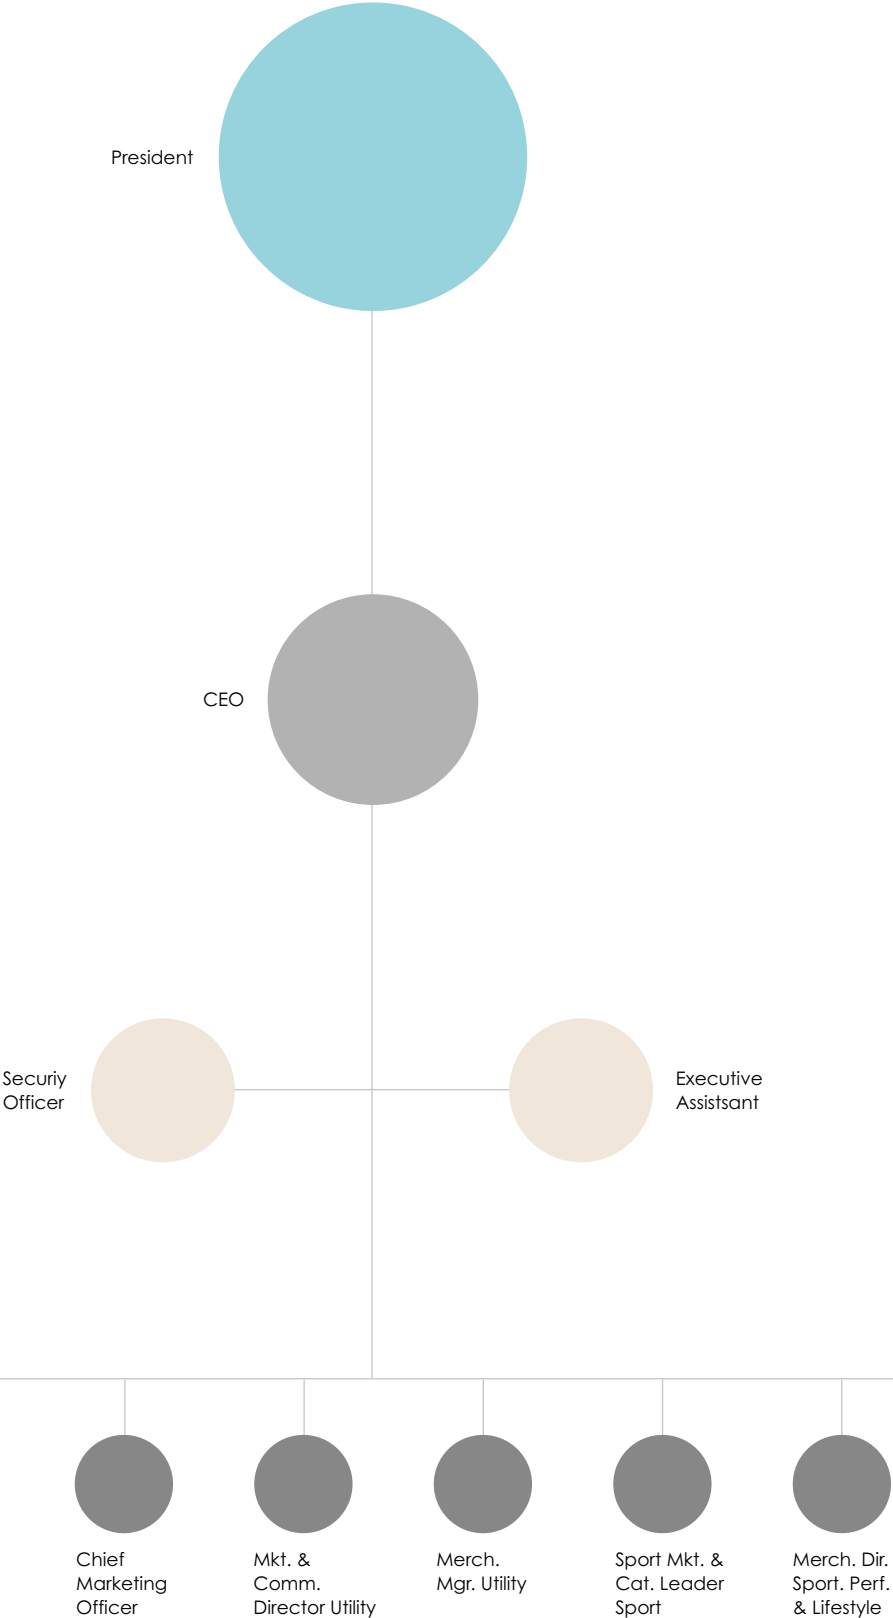 President
CEO
Securiy
Officer
Executive
Assistsant
Chief
Marketing
Officer
Mkt. &
Comm.
Director Utility
Merch.
Mgr. Utility
Sport Mkt. &
Cat. Leader
Sport
Merch. Dir.
Sport. Perf.
& Lifestyle